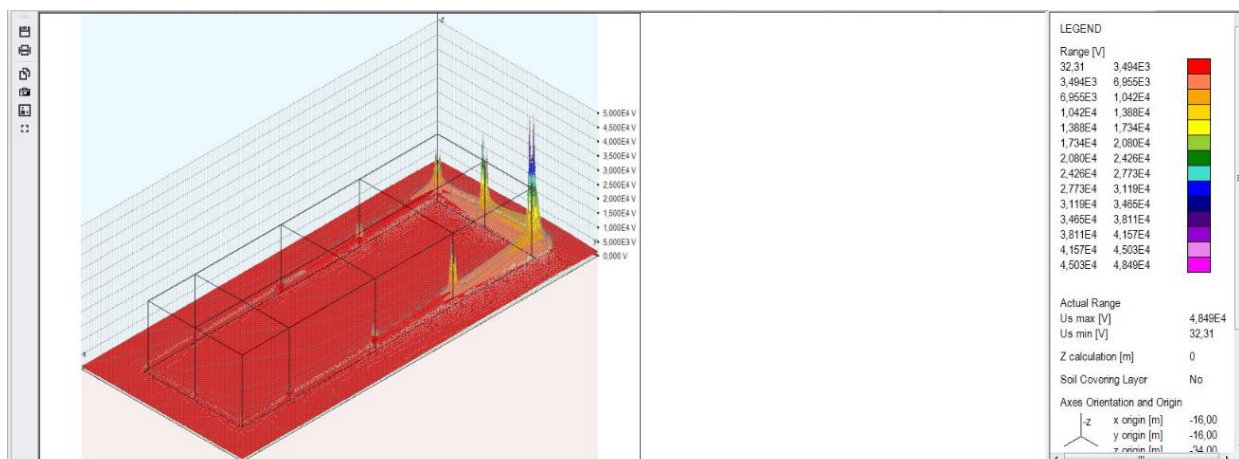 -Z
5,000E4 V
4,500E4 V
4,000E4 V
3,500E4 V
3,000E4 V
2,500E4 V
2,000E4 V
1,500E4 V
1,000E4 V
5,000E3 V
0,000 V
y
x
LEGEND
Range [V]
32,31 3,494E3
3,494E3 6,955E3
6,955E3 1,042E4
1,042E4 1,388E4
1,388E4 1,734E4
1,734E4 2,080E4
2,080E4 2,426E4
2,426E4 2,773E4
2,773E4 3,119E4
3,119E4 3,465E4
3,465E4 3,811E4
3,811E4 4,157E4
4,157E4 4,503E4
4,503E4 4,849E4
Actual Range
Us max [V] 4,849E4
Us min [V] 32,31
Z calculation [m] 0
Soil Covering Layer No
Axes Orientation and Origin
-Z x origin [m] -16,00
y origin [m] -16,00
z origin [m] -34,00